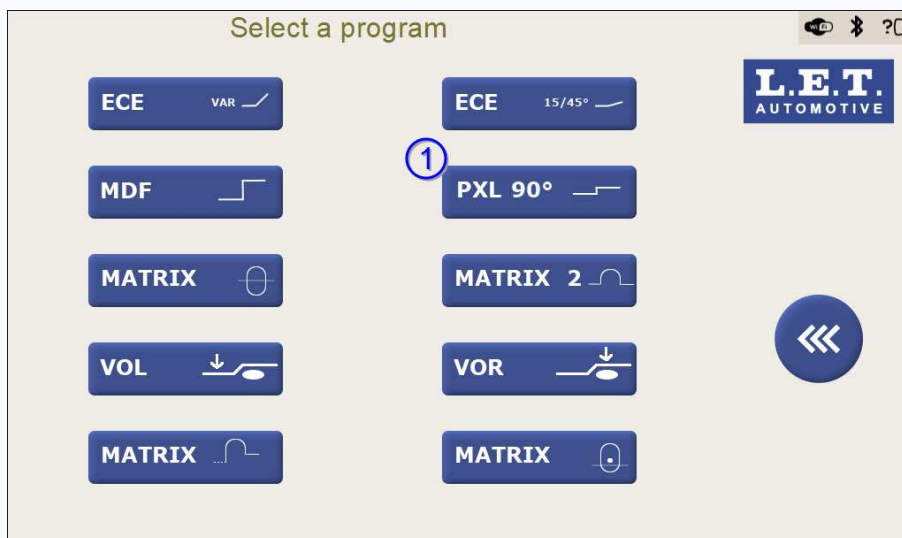 Select a program
WiFi ?
ECE VAR
ECE 15/45°
L.E.T.
AUTOMOTIVE
1
MDF
PXL 90°
MATRIX
MATRIX 2
VOL
VOR
MATRIX
MATRIX